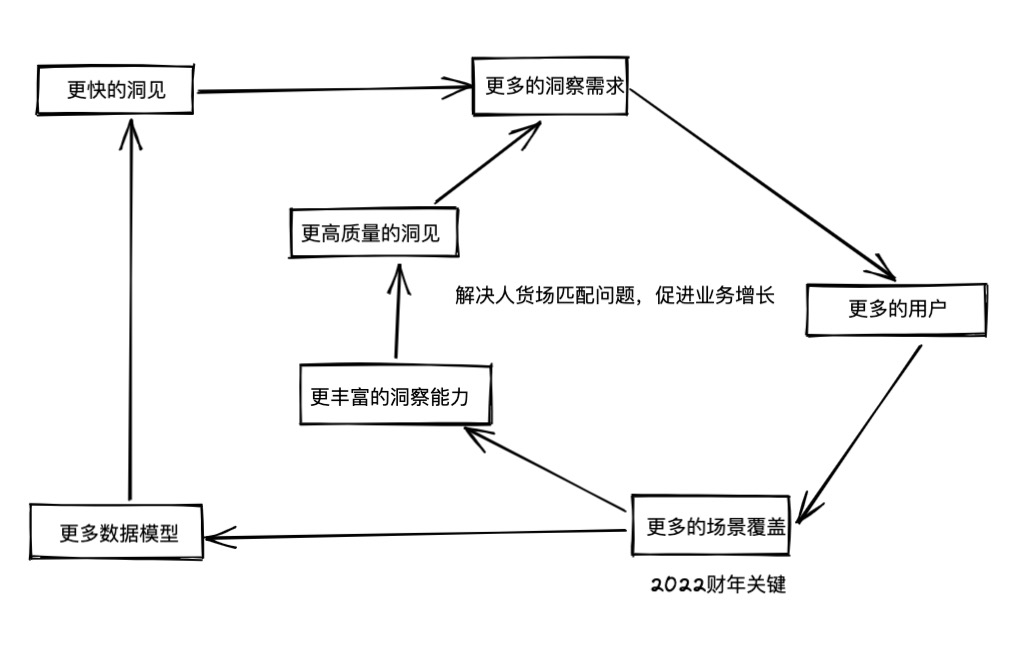 更快的洞见
更多的洞察需求
更高质量的洞见
解决人货场匹配问题，促进业务增长
更多的用户
更丰富的洞察能力
更多数据模型
更多的场景覆盖
2022财年关键